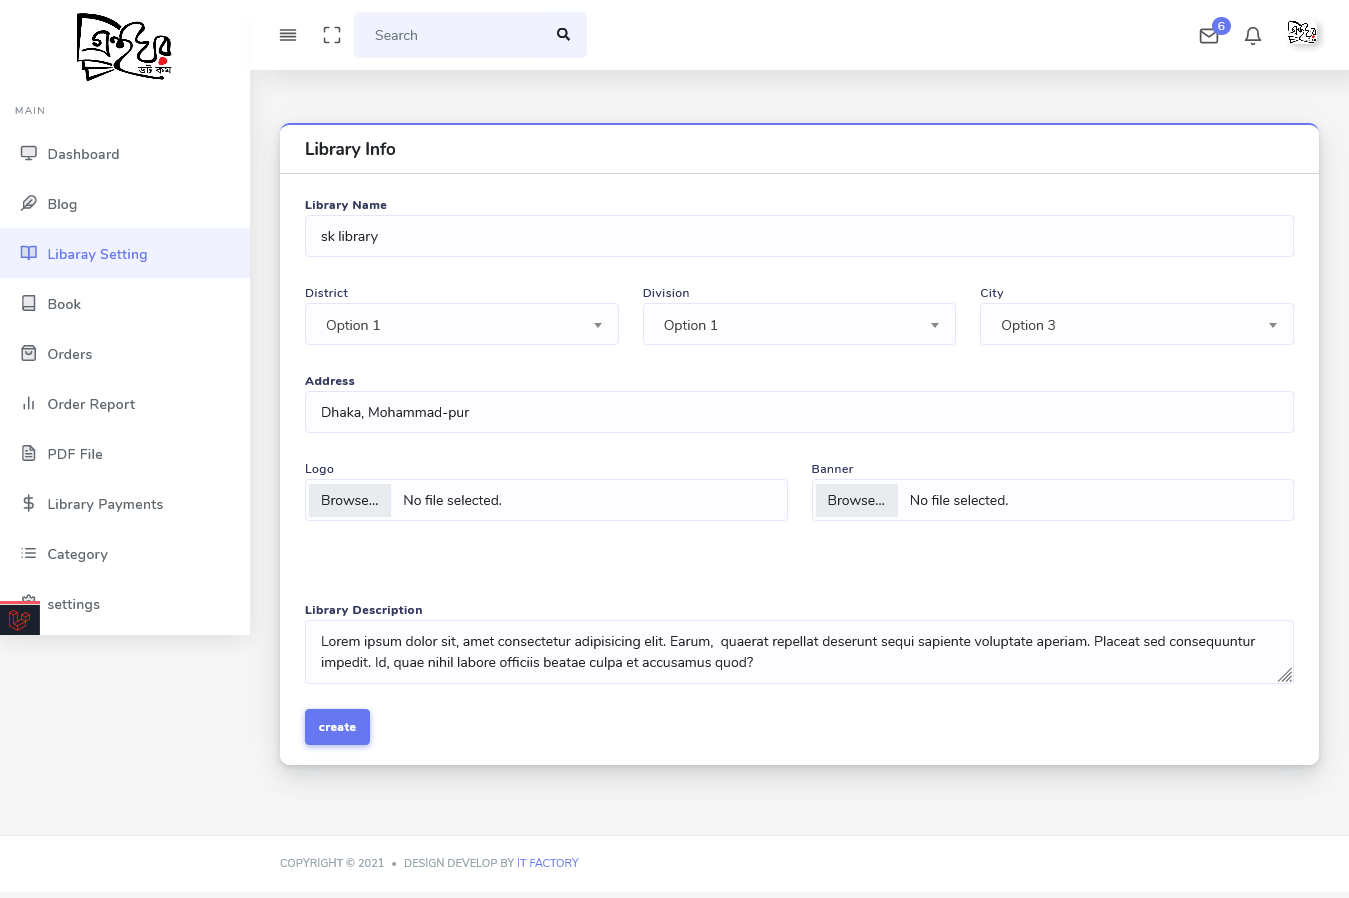 ডট কম
MAIN
Dashboard
Blog
Libaray Setting
Book
Orders
Order Report
PDF File
Library Payments
Category
settings
Search
6
Library Info
Library Name
sk library
District
Division
City
Option 1
Option 1
Option 3
Address
Dhaka, Mohammad-pur
Logo
Banner
Browse... No file selected.
Browse... No file selected.
Library Description
Lorem ipsum dolor sit, amet consectetur adipisicing elit. Earum,  quaerat repellat deserunt sequi sapiente voluptate aperiam. Placeat sed consequuntur
impedit. Id, quae nihil labore officiis beatae culpa et accusamus quod?
create
COPYRIGHT © 2021 • DESIGN DEVELOP BY IT FACTORY